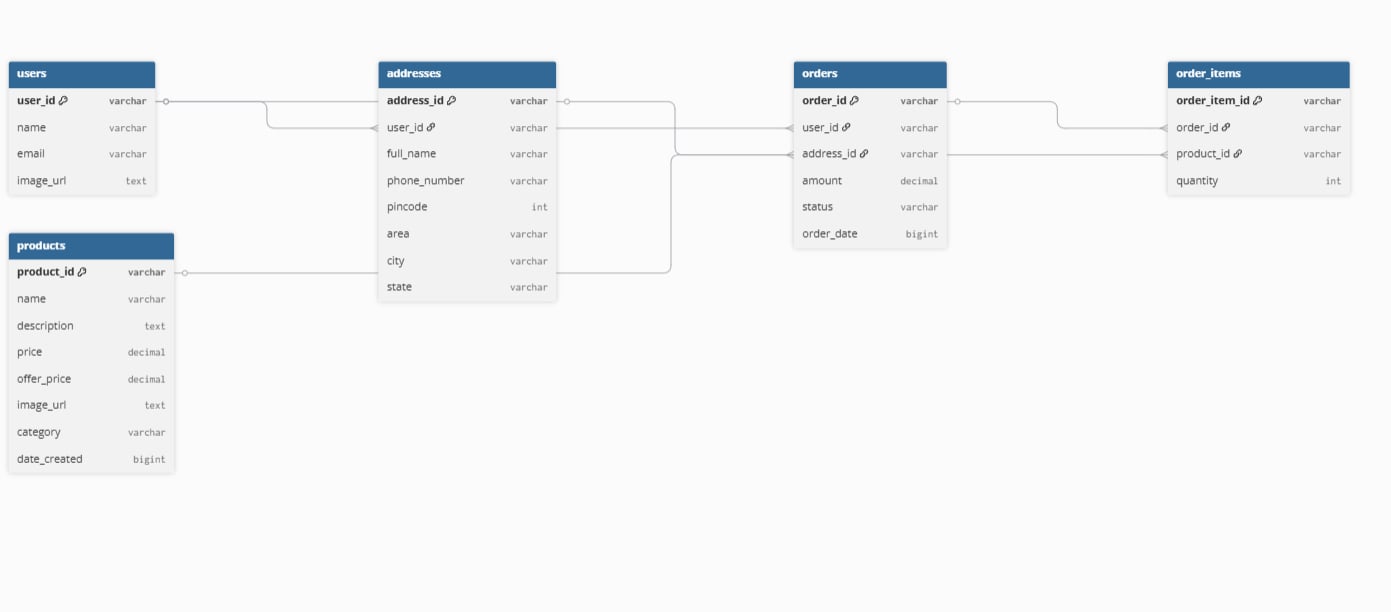 users
user_id varchar
name varchar
email varchar
image_url text
products
product_id varchar
name varchar
description text
price decimal
offer_price decimal
image_url text
category varchar
date_created bigint
addresses
address_id varchar
user_id varchar
full_name varchar
phone_number varchar
pincode int
area varchar
city varchar
state varchar
orders
order_id varchar
user_id varchar
address_id varchar
amount decimal
status varchar
order_date bigint
order_items
order_item_id varchar
order_id varchar
product_id varchar
quantity int